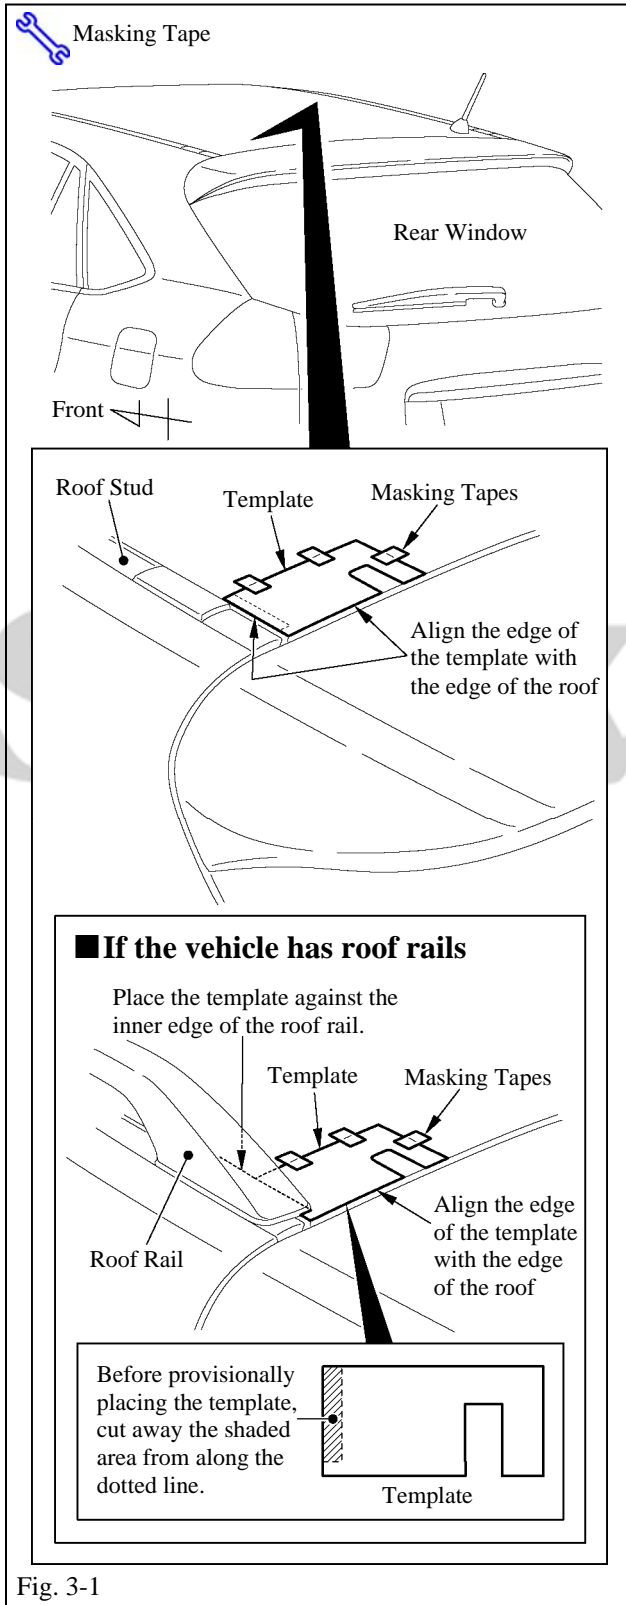 Masking Tape
Rear Window
Front
Roof Stud
Template
Masking Tapes
Align the edge of
the template with
the edge of the roof
■If the vehicle has roof rails
Place the template against the
inner edge of the roof rail.
Template
Masking Tapes
Align the edge
of the template
with the edge
of the roof
Roof Rail
Before provisionally
placing the template,
cut away the shaded
area from along the
dotted line.
Template
Fig. 3-1